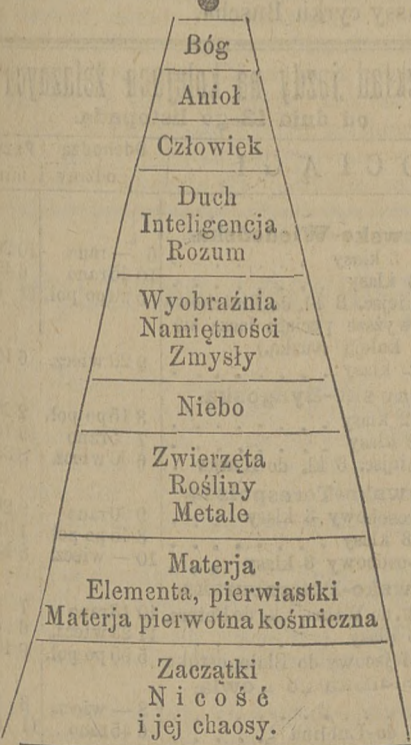 Bóg
Anioł
Człowiek
Duch
Inteligencja
Rozum
Wyobraźnia
Namiętności
Zmysły
Niebo
Zwierzęta
Rośliny
Metale
Materja
Elementa, pierwiastki
Materja pierwotna kośmiczna
Zaczątki
Nicość
i jej chaosy.